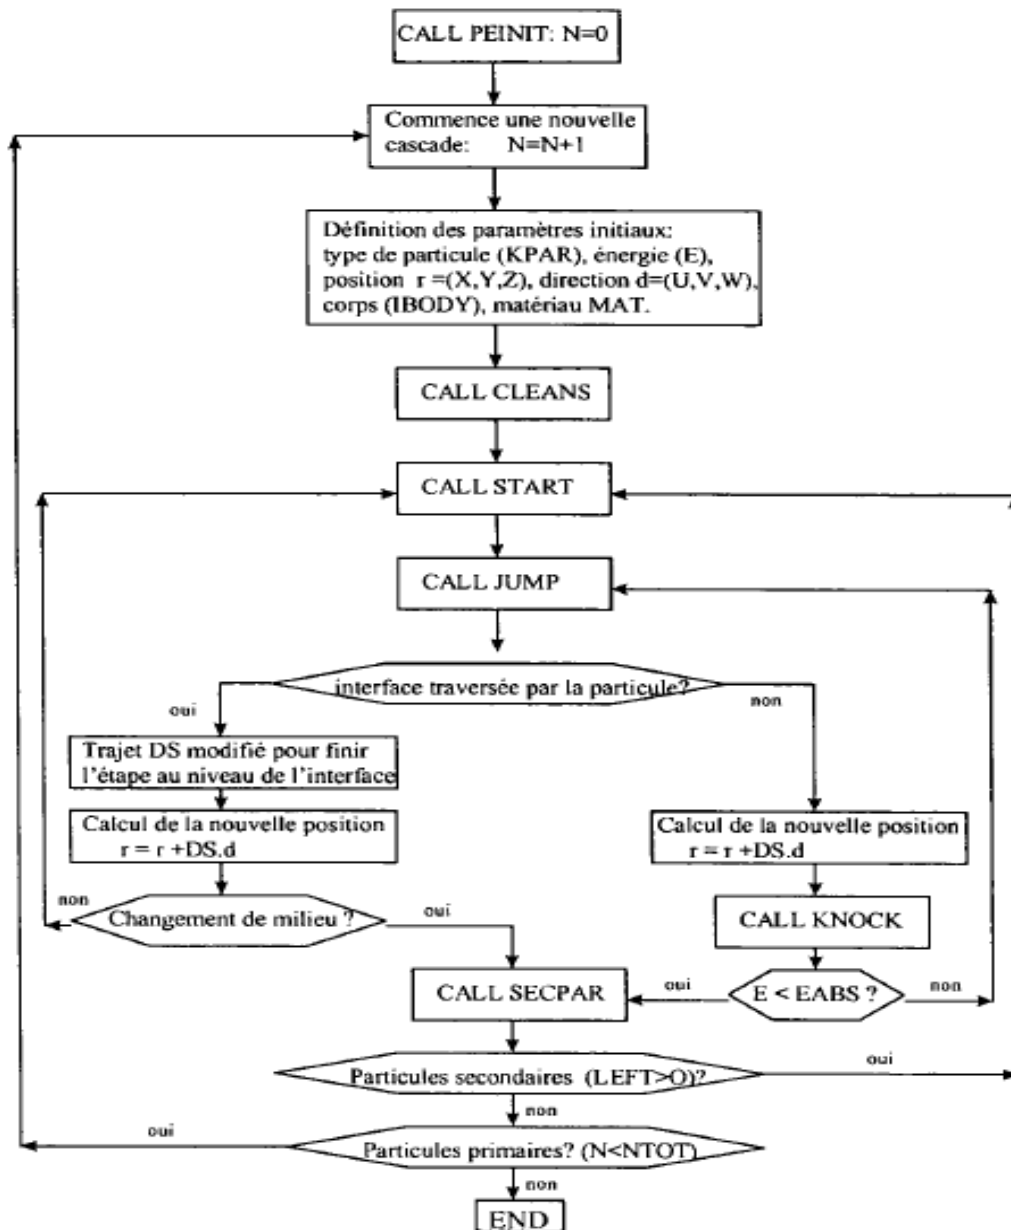 CALL PEINIT: N=0
Commence une nouvelle
cascade: N=N+1
Définition des paramètres initiaux:
type de particule (KPAR), énergie (E),
position r =(X,Y,Z), direction d=(U,V,W),
corps (IBODY), matériau MAT.
CALL CLEANS
CALL START
CALL JUMP
interface traversée par la particule?
oui
non
Trajet DS modifié pour finir
l'étape au niveau de l'interface
Calcul de la nouvelle position
r = r +DS.d
Calcul de la nouvelle position
r = r +DS.d
non
Changement de milieu ?
oui
CALL KNOCK
CALL SECPAR
oui
E < EABS ?
non
Particules secondaires (LEFT>O)?
oui
non
oui
Particules primaires? (N<NTOT)
non
END